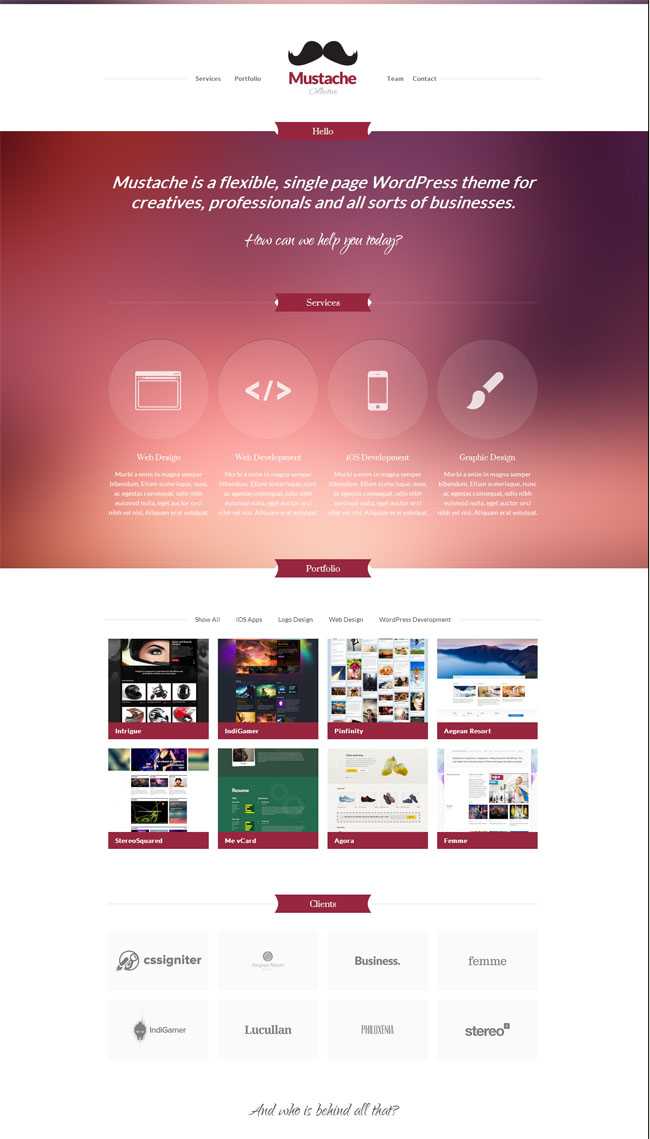 Services Portfolio
Mustache
Collective
Team Contact
Hello
Mustache is a flexible, single page WordPress theme for
creatives, professionals and all sorts of businesses.
How can we help you today?
Services
Web Design
Morbi a enim in magna semper
bibendum. Etiam scelerisque, nunc
ac egestas consequat, odio nibh
euismod nulla, eget auctor orci
nibh vel nisi. Aliquam erat volutpat.
Web Development
Morbi a enim in magna semper
bibendum. Etiam scelerisque, nunc
ac egestas consequat, odio nibh
euismod nulla, eget auctor orci
nibh vel nisi. Aliquam erat volutpat.
iOS Development
Morbi a enim in magna semper
bibendum. Etiam scelerisque, nunc
ac egestas consequat, odio nibh
euismod nulla, eget auctor orci
nibh vel nisi. Aliquam erat volutpat.
Graphic Design
Morbi a enim in magna semper
bibendum. Etiam scelerisque, nunc
ac egestas consequat, odio nibh
euismod nulla, eget auctor orci
nibh vel nisi. Aliquam erat volutpat.
Portfolio
Show All iOS Apps Logo Design Web Design WordPress Development
Intrigue
IndiGamer
Pinfinity
Aegean Resort
StereoSquared
Resume
Me vCard
Agora
Femme
Clients
cssigniter
Aegean Resort
Business.
femme
IndiGamer
Lucullan
PHILOXENIA
stereo2
And who is behind all that?